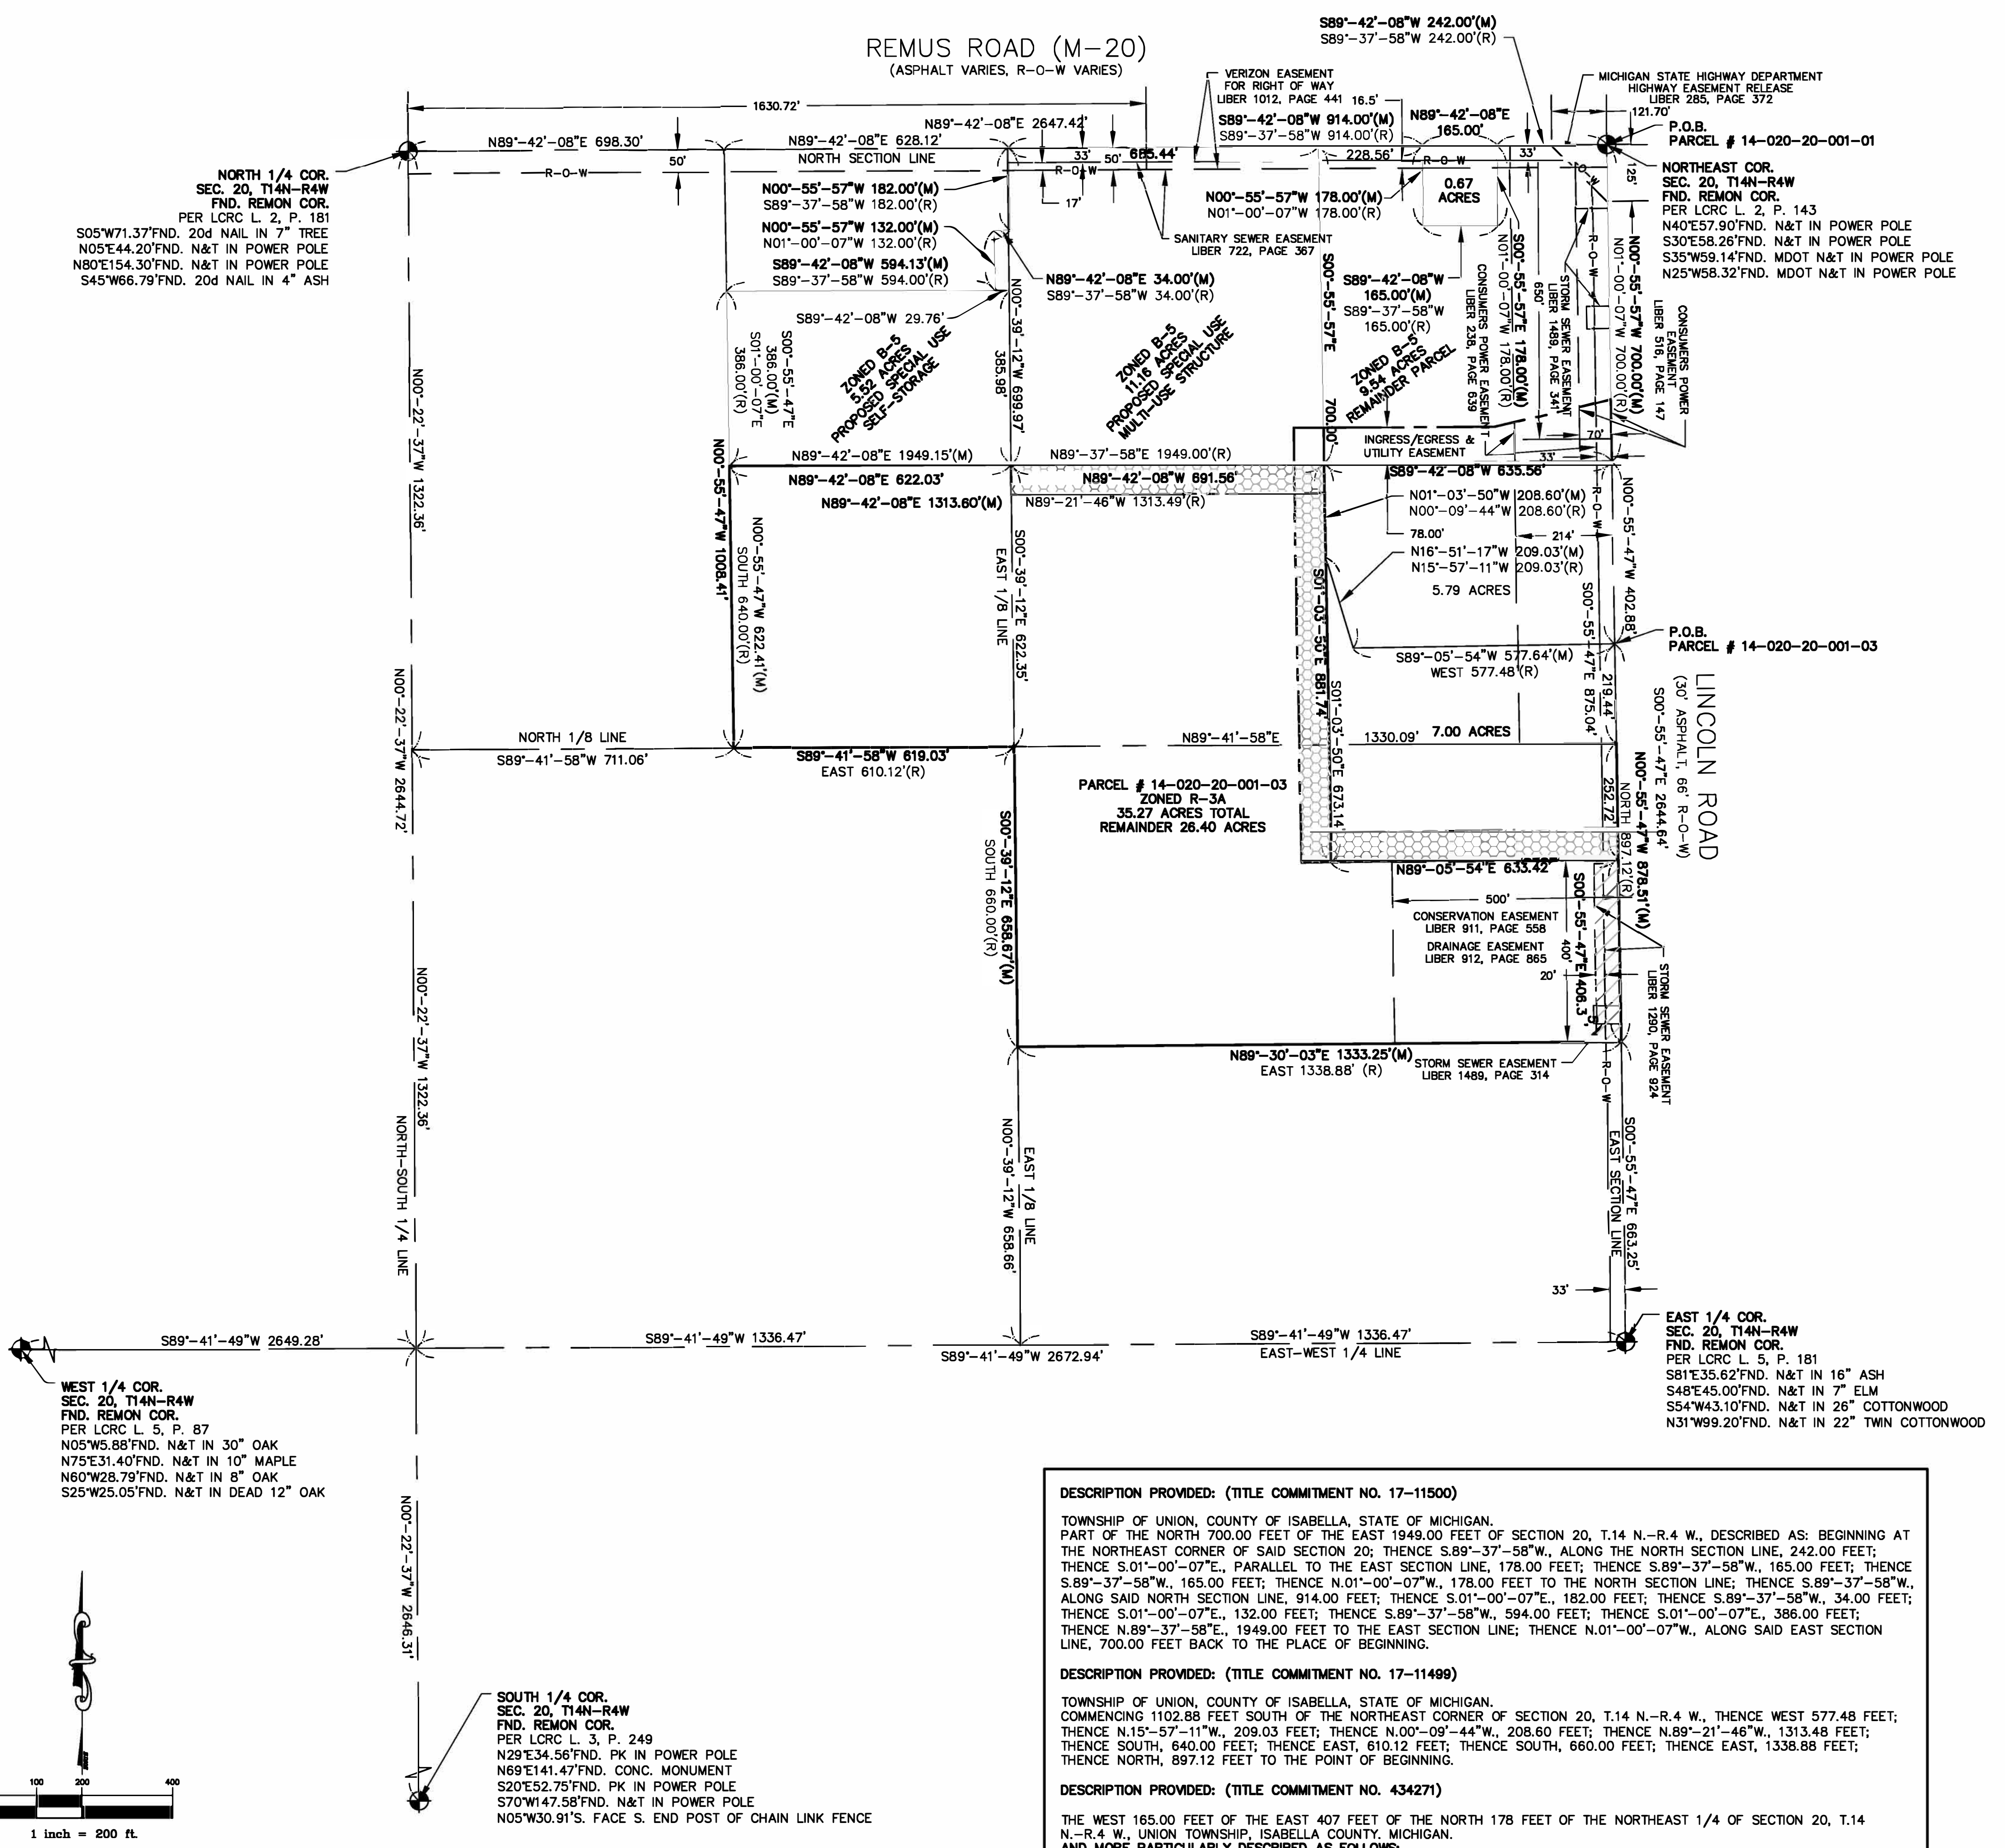 REMUS ROAD (M-20)
(ASPHALT VARIES, R-O-W VARIES)
S89°-42'-08"W 242.00'(M)
S89°-37'-58"W 242.00'(R)
VERIZON EASEMENT
FOR RIGHT OF WAY
LIBER 1012, PAGE 441
16.5'
MICHIGAN STATE HIGHWAY DEPARTMENT
HIGHWAY EASEMENT RELEASE
LIBER 285, PAGE 372
121.70'
1630.72'
N89°-42'-08"E 698.30'
N89°-42'-08"E 628.12'
N89°-42'-08"E 2647.42'
NORTH SECTION LINE
50'
R-O-W
33'
50'
685.44'
R-O-W
17'
S89°-42'-08"W 914.00'(M)
S89°-37'-58"W 914.00'(R)
N89°-42'-08"E
165.00'
228.56'
R-O-W
33'
0.67
ACRES
R-O-W
125'
P.O.B.
PARCEL # 14-020-20-001-01
NORTHEAST COR.
SEC. 20, T14N-R4W
FND. REMON COR.
PER LCRC L. 2, P. 143
N40°E57.90'FND. N&T IN POWER POLE
S30°E58.26'FND. N&T IN POWER POLE
S35°W59.14'FND. MDOT N&T IN POWER POLE
N25°W58.32'FND. MDOT N&T IN POWER POLE
NORTH 1/4 COR.
SEC. 20, T14N-R4W
FND. REMON COR.
PER LCRC L. 2, P. 181
S05°W71.37'FND. 20d NAIL IN 7" TREE
N05°E44.20'FND. N&T IN POWER POLE
N80°E154.30'FND. N&T IN POWER POLE
S45°W66.79'FND. 20d NAIL IN 4" ASH
N00°-55'-57"W 182.00'(M)
S89°-37'-58"W 182.00'(R)
N00°-55'-57"W 132.00'(M)
N01°-00'-07"W 132.00'(R)
S89°-42'-08"W 594.13'(M)
S89°-37'-58"W 594.00'(R)
S89°-42'-08"W 29.76'
N89°-42'-08"E 34.00'(M)
S89°-37'-58"W 34.00'(R)
N00°-55'-57"W 178.00'(M)
N01°-00'-07"W 178.00'(R)
SANITARY SEWER EASEMENT
LIBER 722, PAGE 367
S89°-42'-08"W
165.00'(M)
S89°-37'-58"W
165.00'(R)
S00°-55'-57"E
700.00'
CONSUMERS POWER EASEMENT
LIBER 238, PAGE 639
S00°-55'-57"E 178.00'(M)
N01°-00'-07"W 178.00'(R)
650'
STORM SEWER EASEMENT
LIBER 1489, PAGE 341
R-O-W
N00°-55'-57"W 700.00'(M)
N01°-00'-07"W 700.00'(R)
CONSUMERS POWER
EASEMENT
LIBER 516, PAGE 147
S00°-55'-47"E
386.00'(M)
S01°-00'-07"E
386.00'(R)
ZONED B-5
5.52 ACRES
PROPOSED SPECIAL USE
SELF-STORAGE
N00°-39'-12"W 699.97'
385.98'
ZONED B-5
11.16 ACRES
PROPOSED SPECIAL USE
MULTI-USE STRUCTURE
ZONED B-5
9.54 ACRES
REMAINDER PARCEL
INGRESS/EGRESS &
UTILITY EASEMENT
70'
33'
N00°-22'-37"W 1322.36'
N89°-42'-08"E 1949.15'(M)
N89°-37'-58"E 1949.00'(R)
N89°-42'-08"E 622.03'
N89°-42'-08"W 691.56'
S89°-42'-08"W 635.56'
N89°-42'-08"E 1313.60'(M)
N89°-21'-46"W 1313.49'(R)
N01°-03'-50"W 208.60'(M)
N00°-09'-44"W 208.60'(R)
78.00'
214'
N16°-51'-17"W 209.03'(M)
N15°-57'-11"W 209.03'(R)
5.79 ACRES
N00°-55'-47"W 1008.41'
N00°-55'-47"W 622.41'(M)
SOUTH 640.00'(R)
S00°-39'-12"E 622.35'
EAST 1/8 LINE
S01°-03'-50"E 881.74'
S01°-03'-50"E 673.14'
R-O-W
N00°-55'-47"W 402.88'
S00°-55'-47"E 875.04'
P.O.B.
PARCEL # 14-020-20-001-03
S89°-05'-54"W 577.64'(M)
WEST 577.48'(R)
219.44'
LINCOLN ROAD
(30' ASPHALT, 66' R-O-W)
S00°-55'-47"E 2644.64'
N00°-22'-37"W 2644.72'
NORTH 1/8 LINE
S89°-41'-58"W 711.06'
S89°-41'-58"W 619.03'
EAST 610.12'(R)
N89°-41'-58"E
1330.09'
7.00 ACRES
PARCEL # 14-020-20-001-03
ZONED R-3A
35.27 ACRES TOTAL
REMAINDER 26.40 ACRES
252.72'
N00°-55'-47"W 878.51'(M)
NORTH 897.12'(R)
S00°-39'-12"E 658.67'(M)
SOUTH 660.00'(R)
N89°-05'-54"E 633.42'
500'
CONSERVATION EASEMENT
LIBER 911, PAGE 558
DRAINAGE EASEMENT
LIBER 912, PAGE 865
400'
S00°-55'-47"E 406.3
20'
5'
STORM SEWER EASEMENT
LIBER 1290, PAGE 924
N89°-30'-03"E 1333.25'(M)
EAST 1338.88' (R)
STORM SEWER EASEMENT
LIBER 1489, PAGE 314
R-O-W
N00°-22'-37"W 1322.36'
NORTH-SOUTH 1/4 LINE
EAST 1/8 LINE
N00°-39'-12"W 658.66'
S00°-55'-47"E 663.25'
EAST SECTION LINE
33'
S89°-41'-49"W 2649.28'
S89°-41'-49"W 1336.47'
S89°-41'-49"W 2672.94'
S89°-41'-49"W 1336.47'
EAST-WEST 1/4 LINE
EAST 1/4 COR.
SEC. 20, T14N-R4W
FND. REMON COR.
PER LCRC L. 5, P. 181
S81°E35.62'FND. N&T IN 16" ASH
S48°E45.00'FND. N&T IN 7" ELM
S54°W43.10'FND. N&T IN 26" COTTONWOOD
N31°W99.20'FND. N&T IN 22" TWIN COTTONWOOD
WEST 1/4 COR.
SEC. 20, T14N-R4W
FND. REMON COR.
PER LCRC L. 5, P. 87
N05°W5.88'FND. N&T IN 30" OAK
N75°E31.40'FND. N&T IN 10" MAPLE
N60°W28.79'FND. N&T IN 8" OAK
S25°W25.05'FND. N&T IN DEAD 12" OAK
N00°-22'-37"W 2646.31'
SOUTH 1/4 COR.
SEC. 20, T14N-R4W
FND. REMON COR.
PER LCRC L. 3, P. 249
N29°E34.56'FND. PK IN POWER POLE
N69°E141.47'FND. CONC. MONUMENT
S20°E52.75'FND. PK IN POWER POLE
S70°W147.58'FND. N&T IN POWER POLE
N05°W30.91'S. FACE S. END POST OF CHAIN LINK FENCE
100 200 400
1 inch = 200 ft.
DESCRIPTION PROVIDED: (TITLE COMMITMENT NO. 17-11500)
TOWNSHIP OF UNION, COUNTY OF ISABELLA, STATE OF MICHIGAN.
PART OF THE NORTH 700.00 FEET OF THE EAST 1949.00 FEET OF SECTION 20, T.14 N.-R.4 W., DESCRIBED AS: BEGINNING AT
THE NORTHEAST CORNER OF SAID SECTION 20; THENCE S.89°-37'-58"W., ALONG THE NORTH SECTION LINE, 242.00 FEET;
THENCE S.01°-00'-07"E., PARALLEL TO THE EAST SECTION LINE, 178.00 FEET; THENCE S.89°-37'-58"W., 165.00 FEET; THENCE
S.89°-37'-58"W., 165.00 FEET; THENCE N.01°-00'-07"W., 178.00 FEET TO THE NORTH SECTION LINE; THENCE S.89°-37'-58"W.,
ALONG SAID NORTH SECTION LINE, 914.00 FEET; THENCE S.01°-00'-07"E., 182.00 FEET; THENCE S.89°-37'-58"W., 34.00 FEET;
THENCE S.01°-00'-07"E., 132.00 FEET; THENCE S.89°-37'-58"W., 594.00 FEET; THENCE S.01°-00'-07"E., 386.00 FEET;
THENCE N.89°-37'-58"E., 1949.00 FEET TO THE EAST SECTION LINE; THENCE N.01°-00'-07"W., ALONG SAID EAST SECTION
LINE, 700.00 FEET BACK TO THE PLACE OF BEGINNING.
DESCRIPTION PROVIDED: (TITLE COMMITMENT NO. 17-11499)
TOWNSHIP OF UNION, COUNTY OF ISABELLA, STATE OF MICHIGAN.
COMMENCING 1102.88 FEET SOUTH OF THE NORTHEAST CORNER OF SECTION 20, T.14 N.-R.4 W., THENCE WEST 577.48 FEET;
THENCE N.15°-57'-11"W., 209.03 FEET; THENCE N.00°-09'-44"W., 208.60 FEET; THENCE N.89°-21'-46"W., 1313.48 FEET;
THENCE SOUTH, 640.00 FEET; THENCE EAST, 610.12 FEET; THENCE SOUTH, 660.00 FEET; THENCE EAST, 1338.88 FEET;
THENCE NORTH, 897.12 FEET TO THE POINT OF BEGINNING.
DESCRIPTION PROVIDED: (TITLE COMMITMENT NO. 434271)
THE WEST 165.00 FEET OF THE EAST 407 FEET OF THE NORTH 178 FEET OF THE NORTHEAST 1/4 OF SECTION 20, T.14
N.-R.4 W., UNION TOWNSHIP, ISABELLA COUNTY. MICHIGAN.
AND MORE PARTICULARLY DESCRIBED AS FOLLOWS: